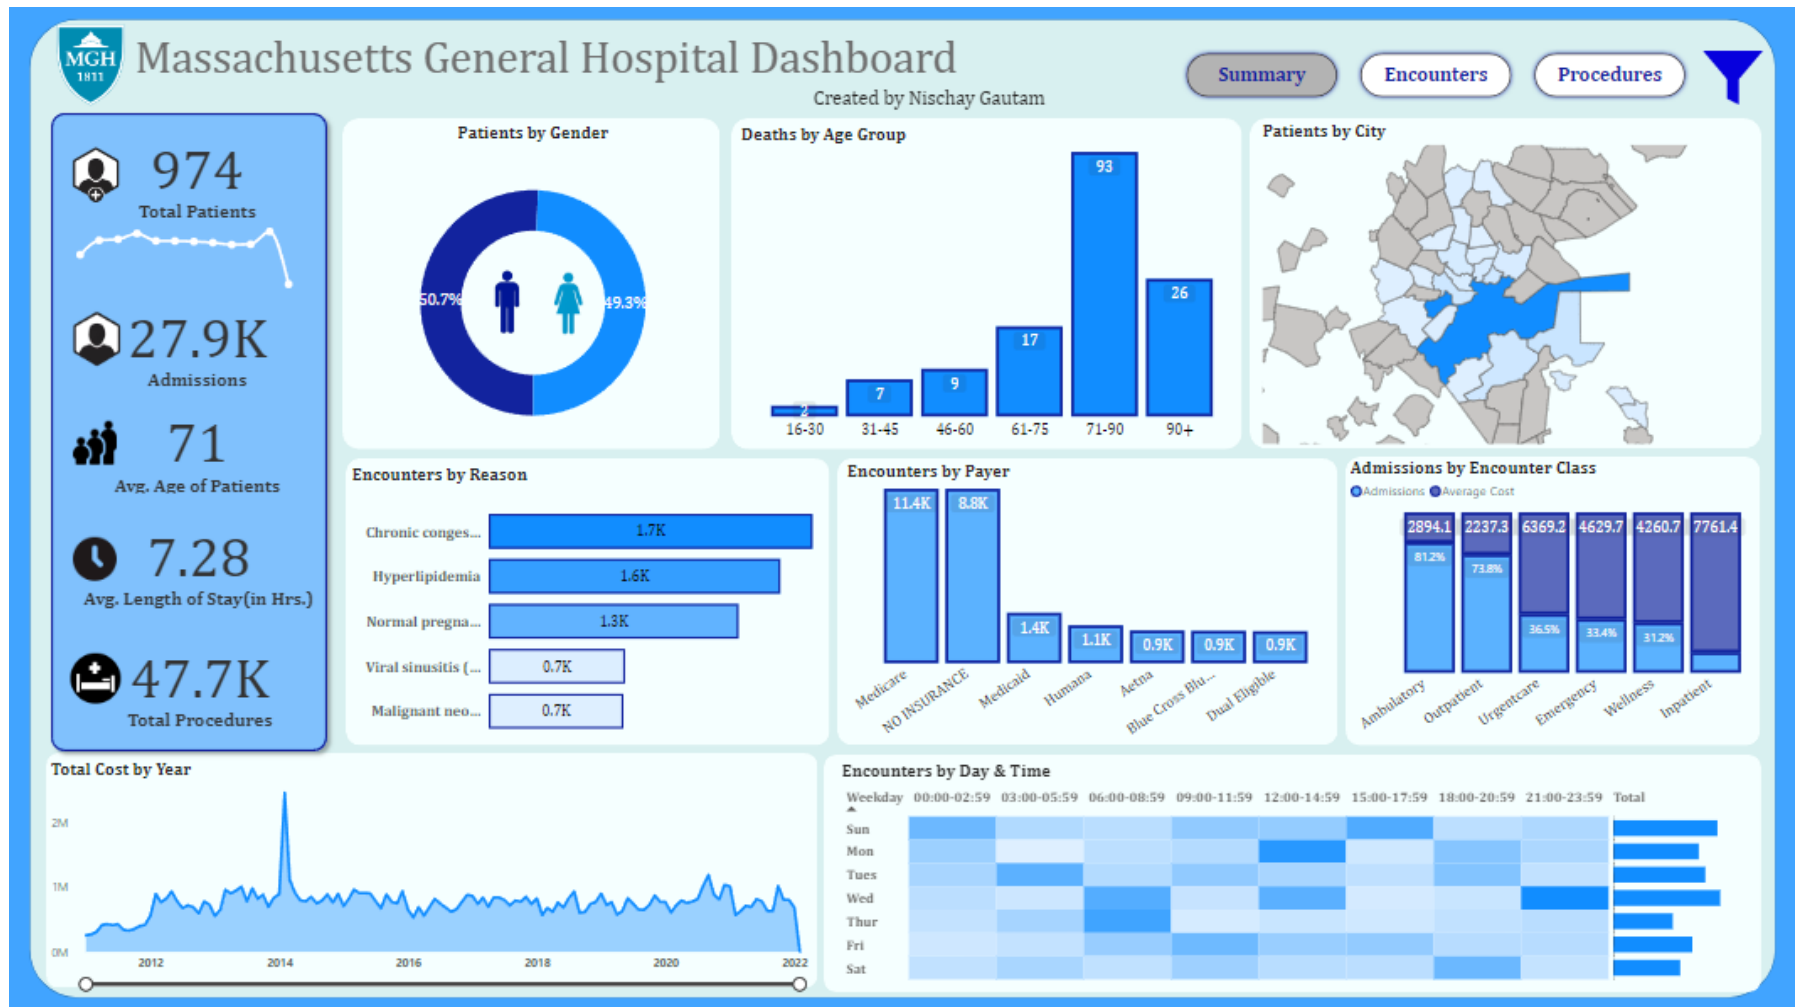 MGH
1811
Massachusetts General Hospital Dashboard
Created by Nischay Gautam
Summary
Encounters
Procedures
974
Total Patients
27.9K
Admissions
71
Avg. Age of Patients
7.28
Avg. Length of Stay(in Hrs.)
47.7K
Total Procedures
Patients by Gender
50.7%
49.3%
Deaths by Age Group
2
7
9
17
93
26
16-30 31-45 46-60 61-75 71-90 90+
Patients by City
Encounters by Reason
Chronic conges... 1.7K
Hyperlipidemia 1.6K
Normal pregna... 1.3K
Viral sinusitis (... 0.7K
Malignant neo... 0.7K
Encounters by Payer
11.4K 8.8K 1.4K 1.1K 0.9K 0.9K 0.9K
Medicare NO INSURANCE Medicaid Humana Aetna Blue Cross Blu... Dual Eligible
Admissions by Encounter Class
Admissions Average Cost
2894.1 2237.3 6369.2 4629.7 4260.7 7761.4
81.2% 73.8% 36.5% 33.4% 31.2%
Ambulatory Outpatient Urgentcare Emergency Wellness Inpatient
Total Cost by Year
2M
1M
0M
2012 2014 2016 2018 2020 2022
Encounters by Day & Time
Weekday 00:00-02:59 03:00-05:59 06:00-08:59 09:00-11:59 12:00-14:59 15:00-17:59 18:00-20:59 21:00-23:59 Total
Sun
Mon
Tues
Wed
Thur
Fri
Sat